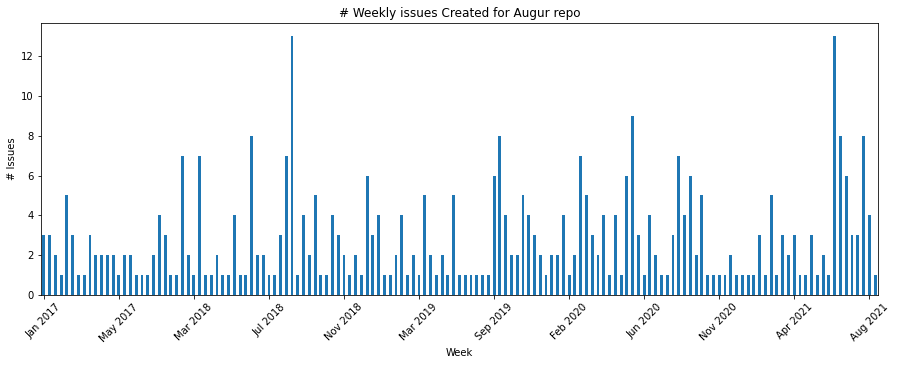 # Weekly issues Created for Augur repo
# Issues
12
10
8
6
4
2
0
Jan 2017
May 2017
Mar 2018
Jul 2018
Nov 2018
Mar 2019
Sep 2019
Feb 2020
Jun 2020
Nov 2020
Apr 2021
Aug 2021
Week